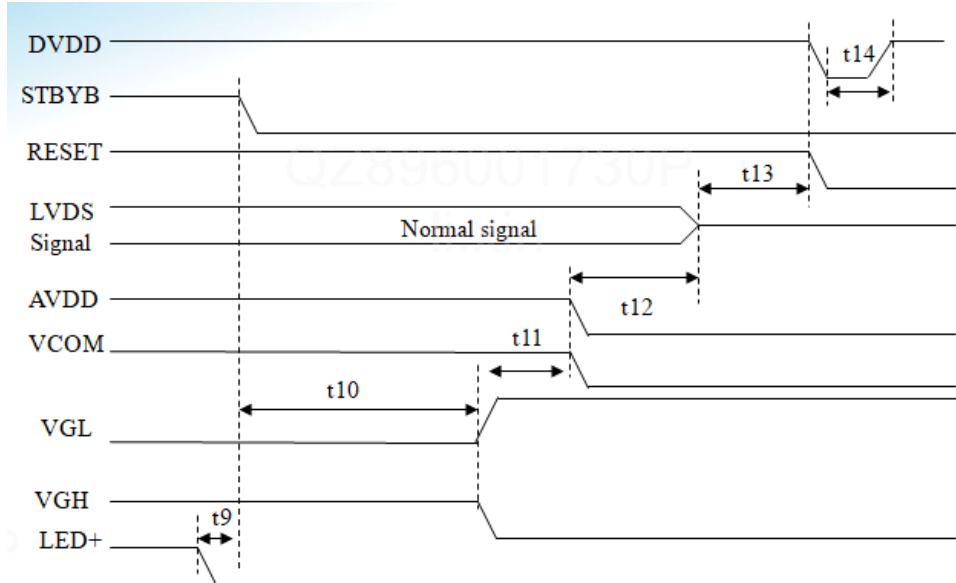 DVDD
t14
STBYB
RESET
QZ896001730P
t13
LVDS
Signal
Normal signal
AVDD
t12
VCOM
t11
t10
VGL
VGH
t9
LED+